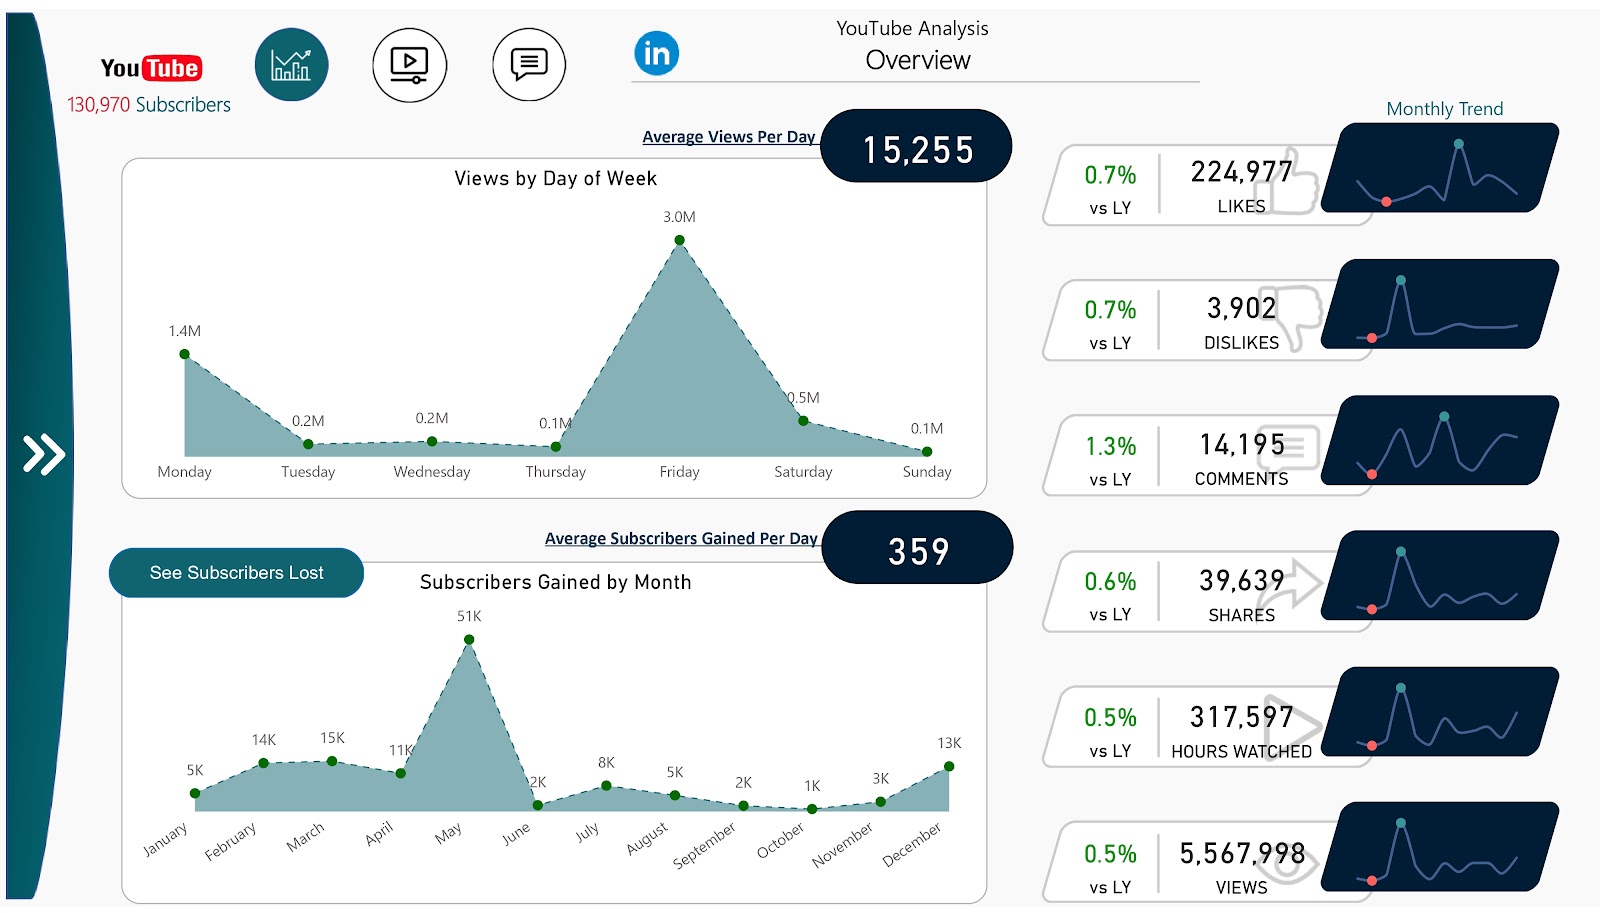 YouTube
130,970 Subscribers
in
YouTube Analysis
Overview
Average Views Per Day
15,255
Views by Day of Week
3.0M
1.4M
0.2M
0.2M
0.1M
0.5M
0.1M
Monday
Tuesday
Wednesday
Thursday
Friday
Saturday
Sunday
Average Subscribers Gained Per Day
359
See Subscribers Lost
Subscribers Gained by Month
5K
14K
15K
11K
51K
2K
8K
5K
2K
1K
3K
13K
January
February
March
April
May
June
July
August
September
October
November
December
Monthly Trend
0.7%
vs LY
224,977
LIKES
0.7%
vs LY
3,902
DISLIKES
1.3%
vs LY
14,195
COMMENTS
0.6%
vs LY
39,639
SHARES
0.5%
vs LY
317,597
HOURS WATCHED
0.5%
vs LY
5,567,998
VIEWS